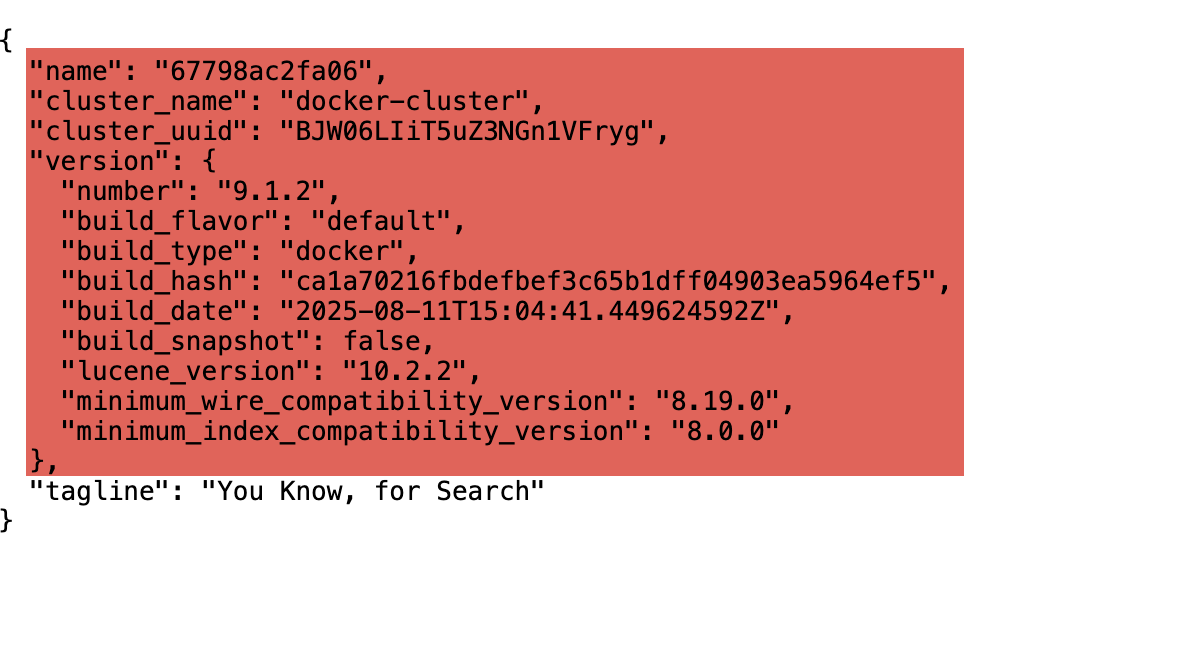 {
  "name": "67798ac2fa06",
  "cluster_name": "docker-cluster",
  "cluster_uuid": "BJW06LIiT5uZ3NGn1VFryg",
  "version": {
    "number": "9.1.2",
    "build_flavor": "default",
    "build_type": "docker",
    "build_hash": "ca1a70216fbdefbef3c65b1dff04903ea5964ef5",
    "build_date": "2025-08-11T15:04:41.449624592Z",
    "build_snapshot": false,
    "lucene_version": "10.2.2",
    "minimum_wire_compatibility_version": "8.19.0",
    "minimum_index_compatibility_version": "8.0.0"
  },
  "tagline": "You Know, for Search"
}